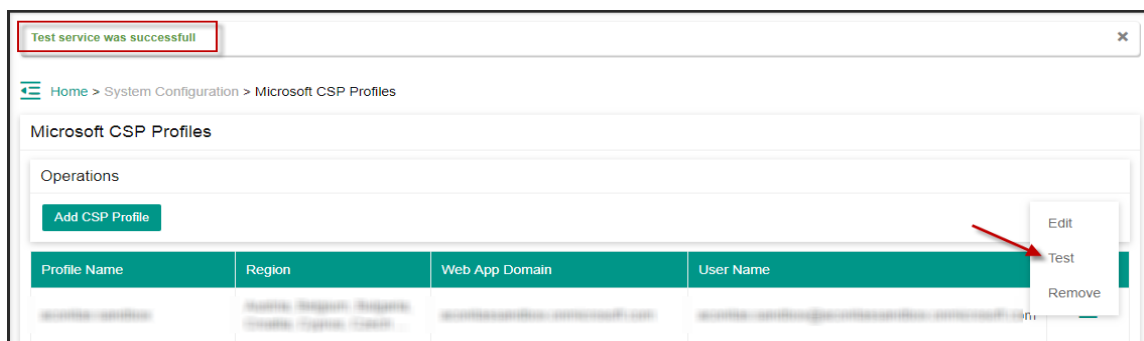 Test service was successfull
×
Home > System Configuration > Microsoft CSP Profiles
Microsoft CSP Profiles
Operations
Add CSP Profile
Edit
Test
Remove
Profile Name Region Web App Domain User Name